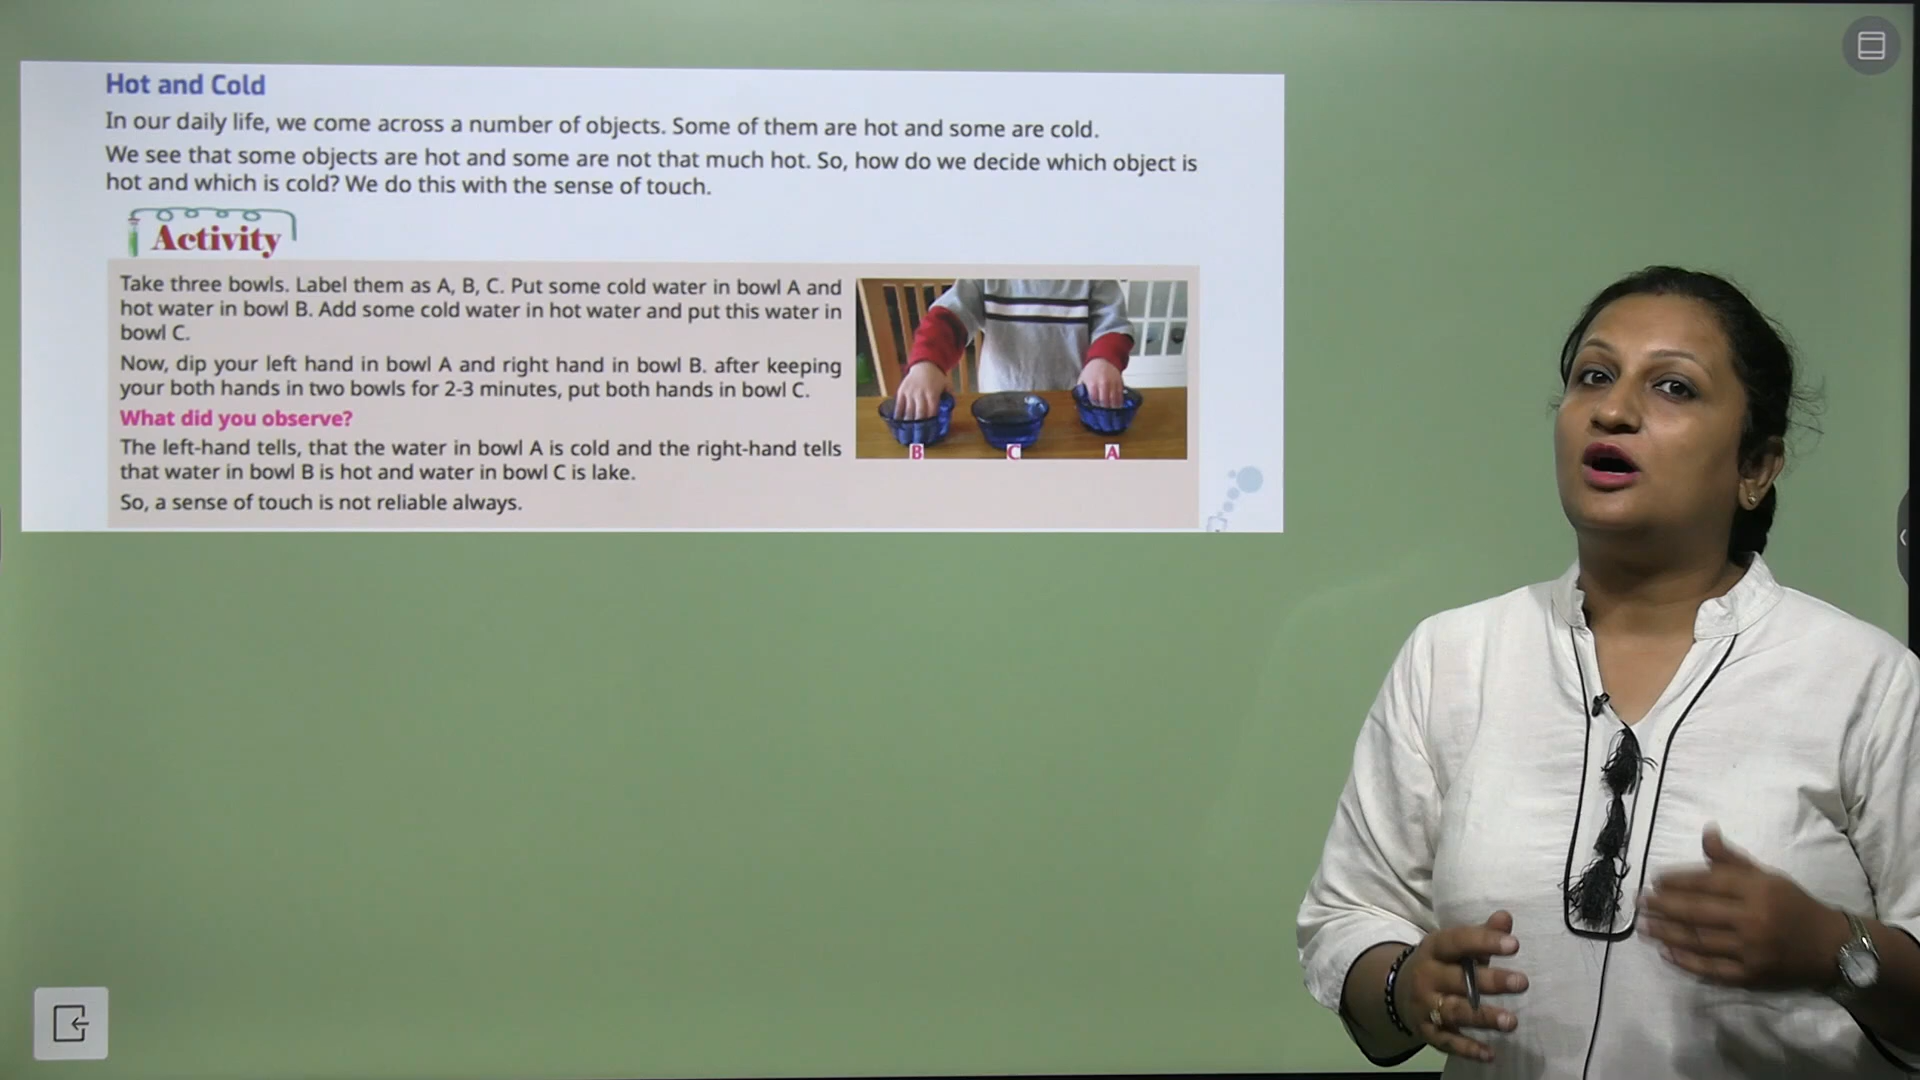 Hot and Cold
In our daily life, we come across a number of objects. Some of them are hot and some are cold.
We see that some objects are hot and some are not that much hot. So, how do we decide which object is
hot and which is cold? We do this with the sense of touch.
Activity
Take three bowls. Label them as A, B, C. Put some cold water in bowl A and
hot water in bowl B. Add some cold water in hot water and put this water in
bowl C.
Now, dip your left hand in bowl A and right hand in bowl B. after keeping
your both hands in two bowls for 2-3 minutes, put both hands in bowl C.
What did you observe?
The left-hand tells, that the water in bowl A is cold and the right-hand tells
that water in bowl B is hot and water in bowl C is lake.
So, a sense of touch is not reliable always.
B C A